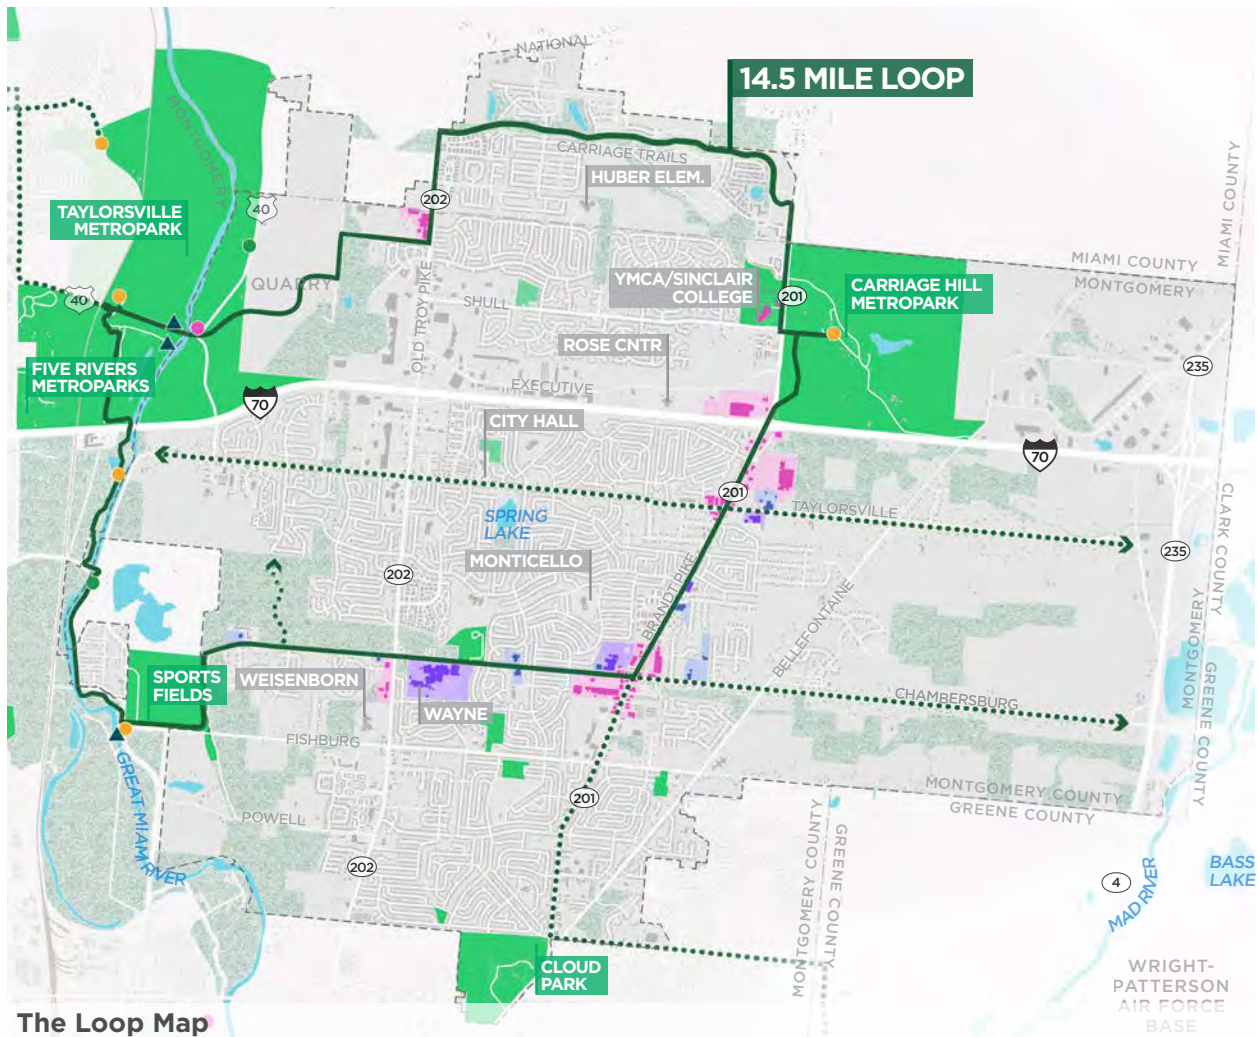 NATIONAL
14.5 MILE LOOP
MONTGOMERY
CARRIAGE TRAILS
HUBER ELEM.
202
40
TAYLORSVILLE
METROPARK
MIAMI COUNTY
MIAMI COUNTY
MONTGOMERY
QUARRY
40
OLD TROY PIKE
SHULL
YMCA/SINCLAIR
COLLEGE
201
CARRIAGE HILL
METROPARK
ROSE CNTR
235
FIVE RIVERS
METROPARKS
EXECUTIVE
70
CITY HALL
70
201
TAYLORSVILLE
SPRING
LAKE
CLARK COUNTY
235
MONTICELLO
202
BRANDT PIKE
BELLEFONTAINE
MONTGOMERY
GREENE COUNTY
SPORTS
FIELDS
WEISENBORN
WAYNE
CHAMBERSBURG
FISHBURG
GREAT MIAMI RIVER
201
MONTGOMERY COUNTY
GREENE COUNTY
POWELL
202
MONTGOMERY COUNTY
GREENE COUNTY
4
MAD RIVER
BASS
LAKE
CLOUD
PARK
WRIGHT-
PATTERSON
AIR FORCE
BASE
The Loop Map